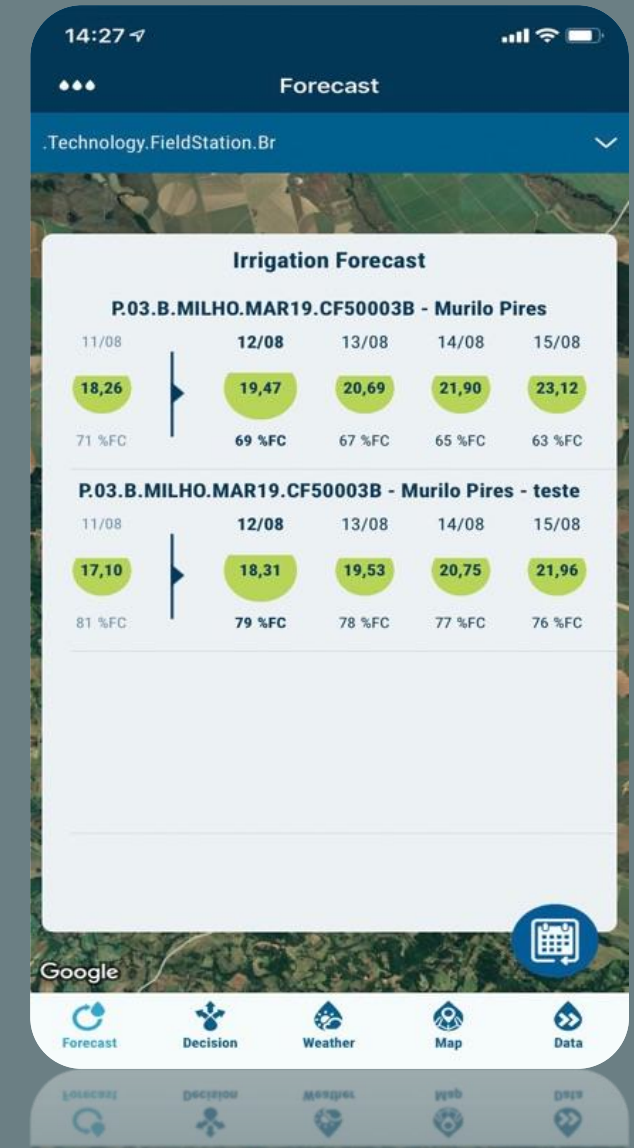 14:27
Forecast
.Technology.FieldStation.Br
Irrigation Forecast
P.03.B.MILHO.MAR19.CF50003B - Murilo Pires
11/08 12/08 13/08 14/08 15/08
18,26 19,47 20,69 21,90 23,12
71 %FC 69 %FC 67 %FC 65 %FC 63 %FC
P.03.B.MILHO.MAR19.CF50003B - Murilo Pires - teste
11/08 12/08 13/08 14/08 15/08
17,10 18,31 19,53 20,75 21,96
81 %FC 79 %FC 78 %FC 77 %FC 76 %FC
Google
Forecast Decision Weather Map Data